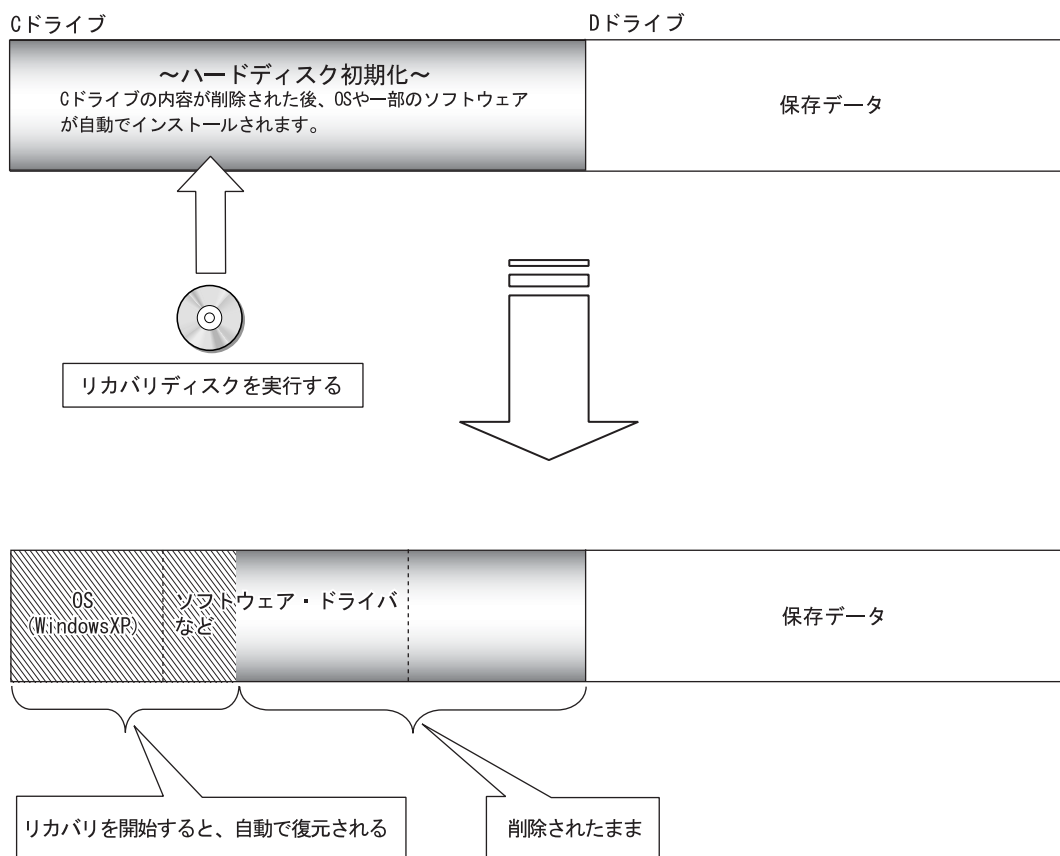 Cドライブ
Dドライブ
～ハードディスク初期化～
Cドライブの内容が削除された後、OSや一部のソフトウェア
が自動でインストールされます。
保存データ
リカバリディスクを実行する
OS
(WindowsXP)
ソフトウェア・ドライバ
など
保存データ
リカバリを開始すると、自動で復元される
削除されたまま